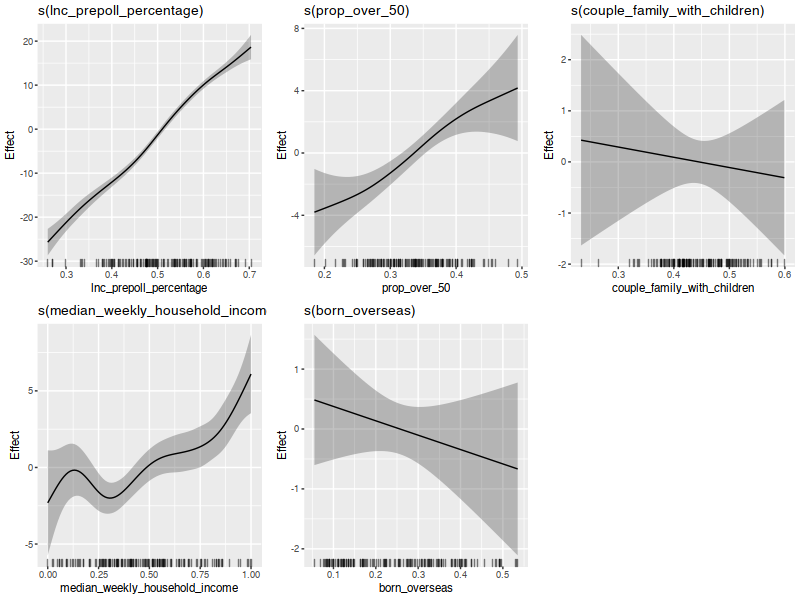 s(lnc_prepoll_percentage)
20
10
0
-10
-20
-30
0.3 0.4 0.5 0.6 0.7
Effect
lnc_prepoll_percentage
s(prop_over_50)
8
4
0
-4
0.2 0.3 0.4 0.5
Effect
prop_over_50
s(couple_family_with_children)
2
1
0
-1
-2
0.3 0.4 0.5 0.6
Effect
couple_family_with_children
s(median_weekly_household_incom
5
0
-5
0.00 0.25 0.50 0.75 1.00
Effect
median_weekly_household_income
s(born_overseas)
1
0
-1
-2
0.1 0.2 0.3 0.4 0.5
Effect
born_overseas